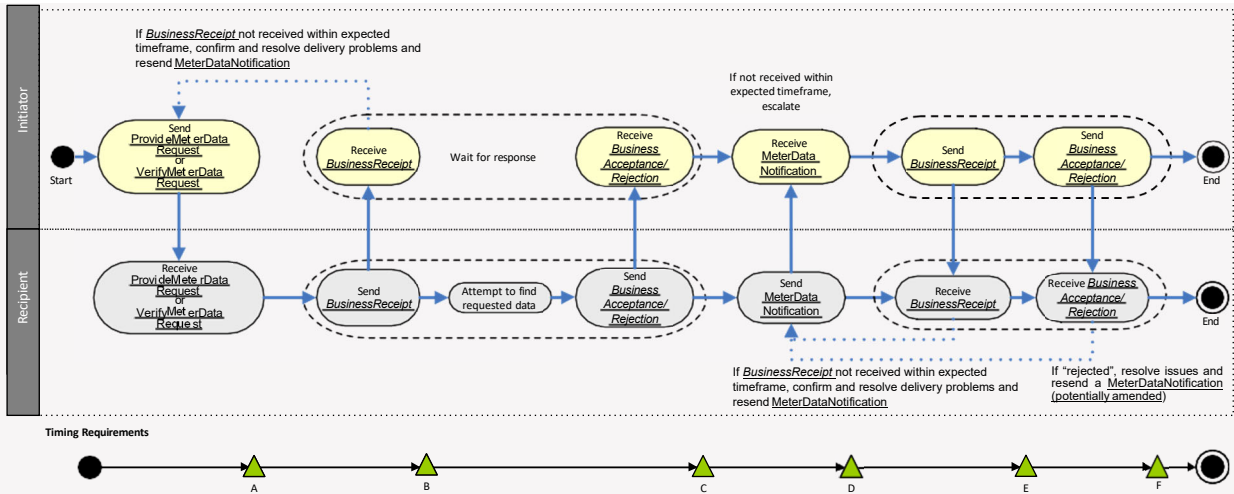 Initiator
If BusinessReceipt not received within expected
timeframe, confirm and resolve delivery problems and
resend MeterDataNotification
If not received within
expected timeframe,
escalate
Start
Send
ProvideMeterData
Request
or
VerifyMeterData
Request
Receive
BusinessReceipt
Wait for response
Receive
Business
Acceptance/
Rejection
Receive
MeterData
Notification
Send
BusinessReceipt
Send
Business
Acceptance/
Rejection
End
Recipient
Receive
ProvideMeterData
Request
or
VerifyMeterData
Request
Send
BusinessReceipt
Attempt to find
requested data
Send
Business
Acceptance/
Rejection
Send
MeterData
Notification
Receive
BusinessReceipt
Receive Business
Acceptance/
Rejection
End
If BusinessReceipt not received within expected
timeframe, confirm and resolve delivery problems and
resend MeterDataNotification
If “rejected”, resolve issues and
resend a MeterDataNotification
(potentially amended)
Timing Requirements
A
B
C
D
E
F